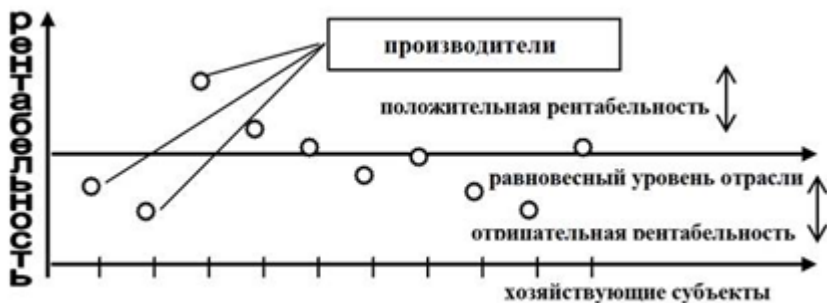 рентабельность
производители
положительная рентабельность
равновесный уровень отрасли
отрицательная рентабельность
хозяйствующие субъекты